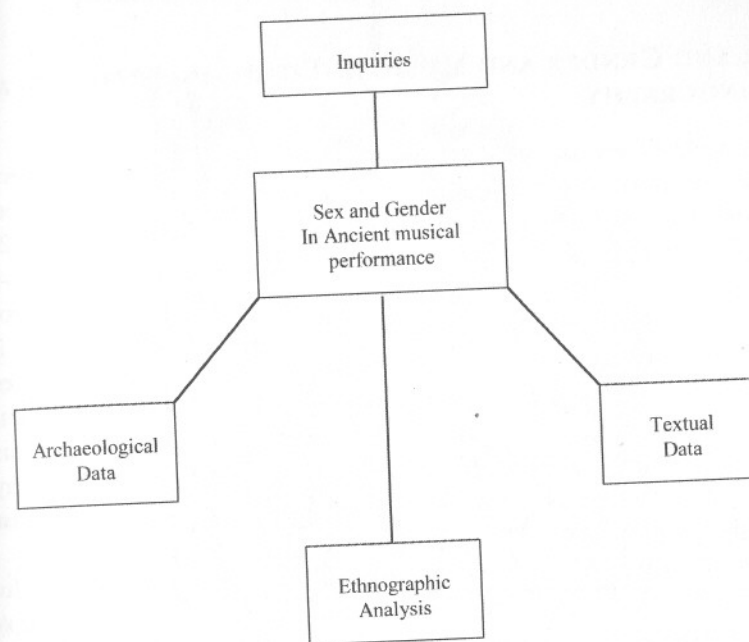 Inquiries
Sex and Gender
In Ancient musical
performance
Archaeological
Data
Textual
Data
Ethnographic
Analysis